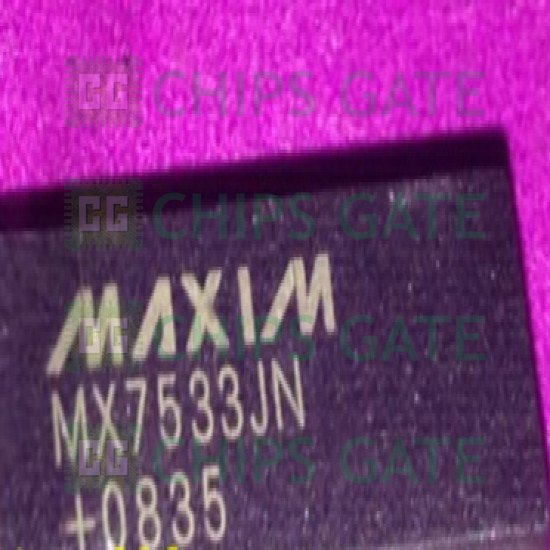 CHIPS GATE
CHIPS GATE
MAXIM
CHIPS GATE
MX7533JN
CHIPS GATE
+0835